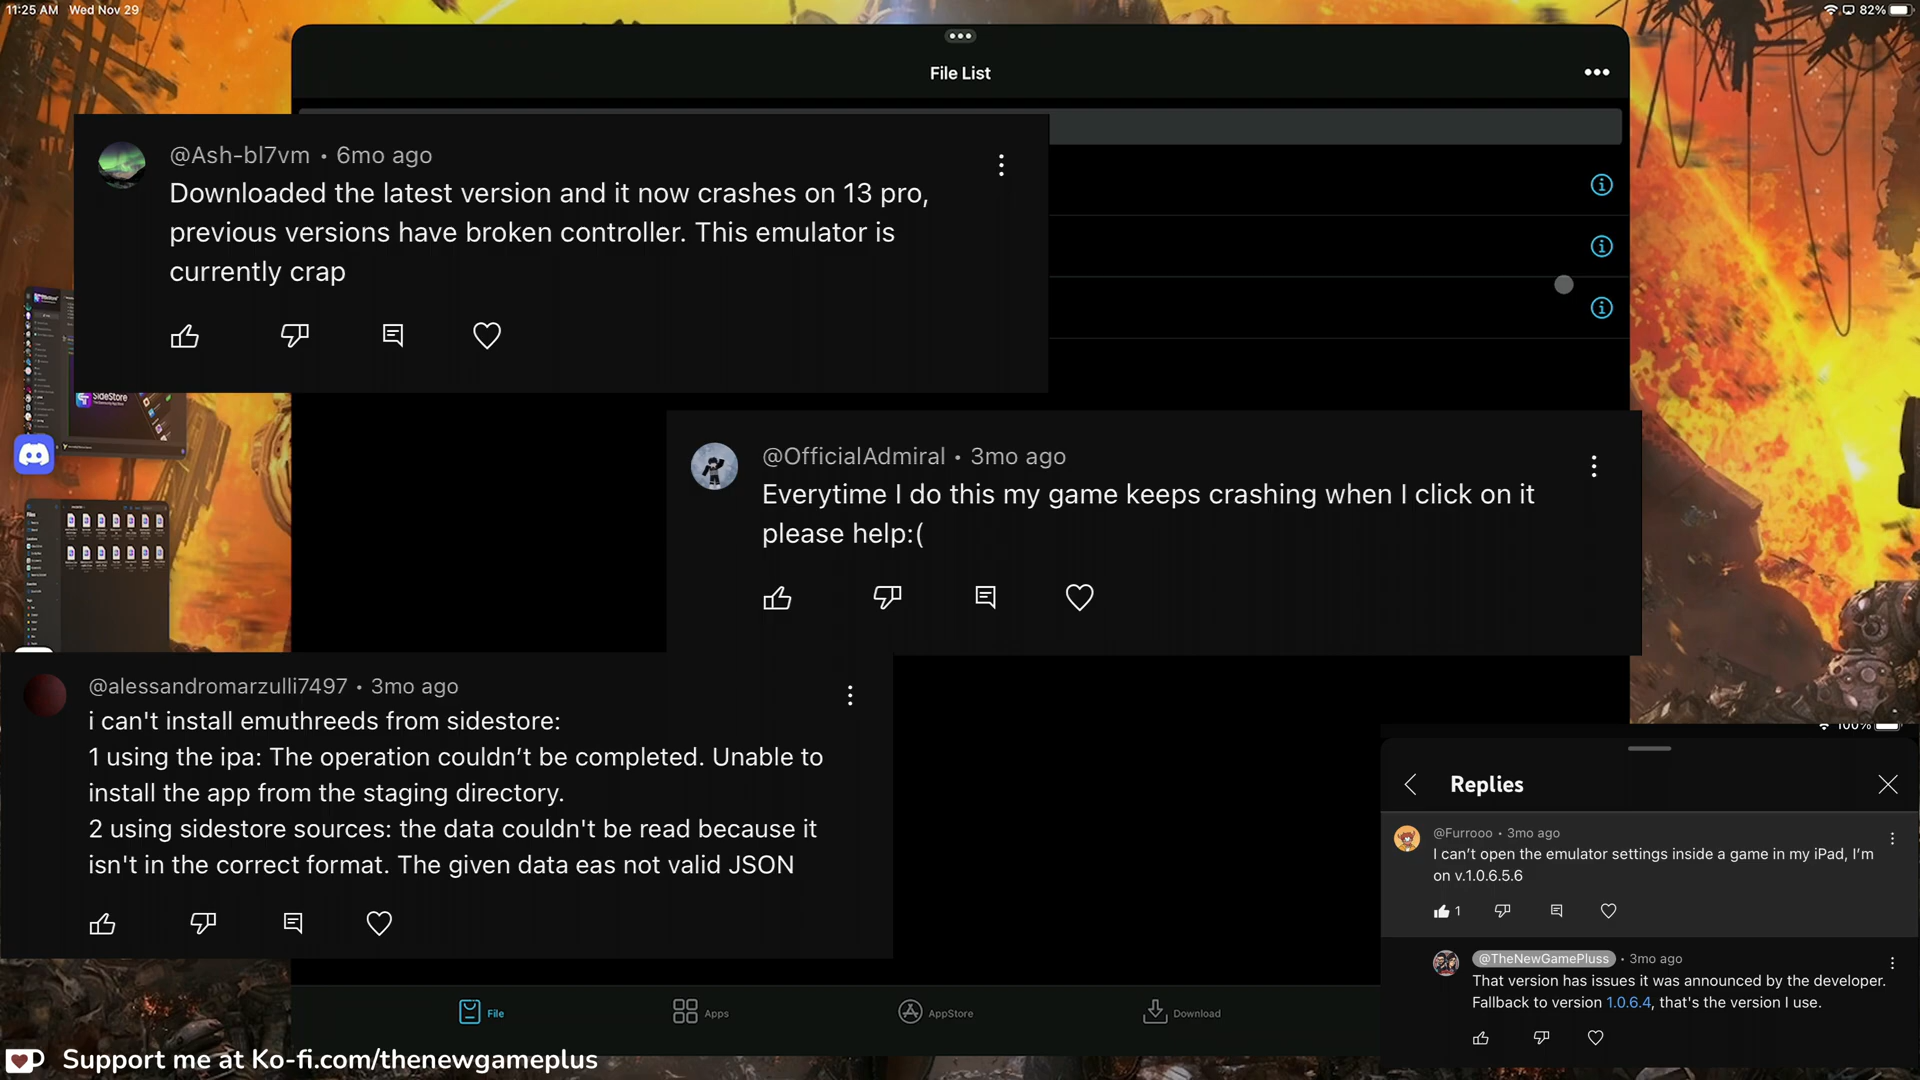 11:25 AM Wed Nov 29
82%
File List
@Ash-bl7vm • 6mo ago
Downloaded the latest version and it now crashes on 13 pro,
previous versions have broken controller. This emulator is
currently crap
SideStore
@OfficialAdmiral • 3mo ago
Everytime I do this my game keeps crashing when I click on it
please help:(
@alessandromarzulli7497 • 3mo ago
i can't install emuthreeds from sidestore:
1 using the ipa: The operation couldn’t be completed. Unable to
install the app from the staging directory.
2 using sidestore sources: the data couldn't be read because it
isn't in the correct format. The given data eas not valid JSON
100%
Replies
@Furrooo • 3mo ago
I can’t open the emulator settings inside a game in my iPad, I’m
on v.1.0.6.5.6
1
@TheNewGamePluss • 3mo ago
That version has issues it was announced by the developer.
Fallback to version 1.0.6.4, that's the version I use.
File
Apps
AppStore
Download
Support me at Ko-fi.com/thenewgameplus